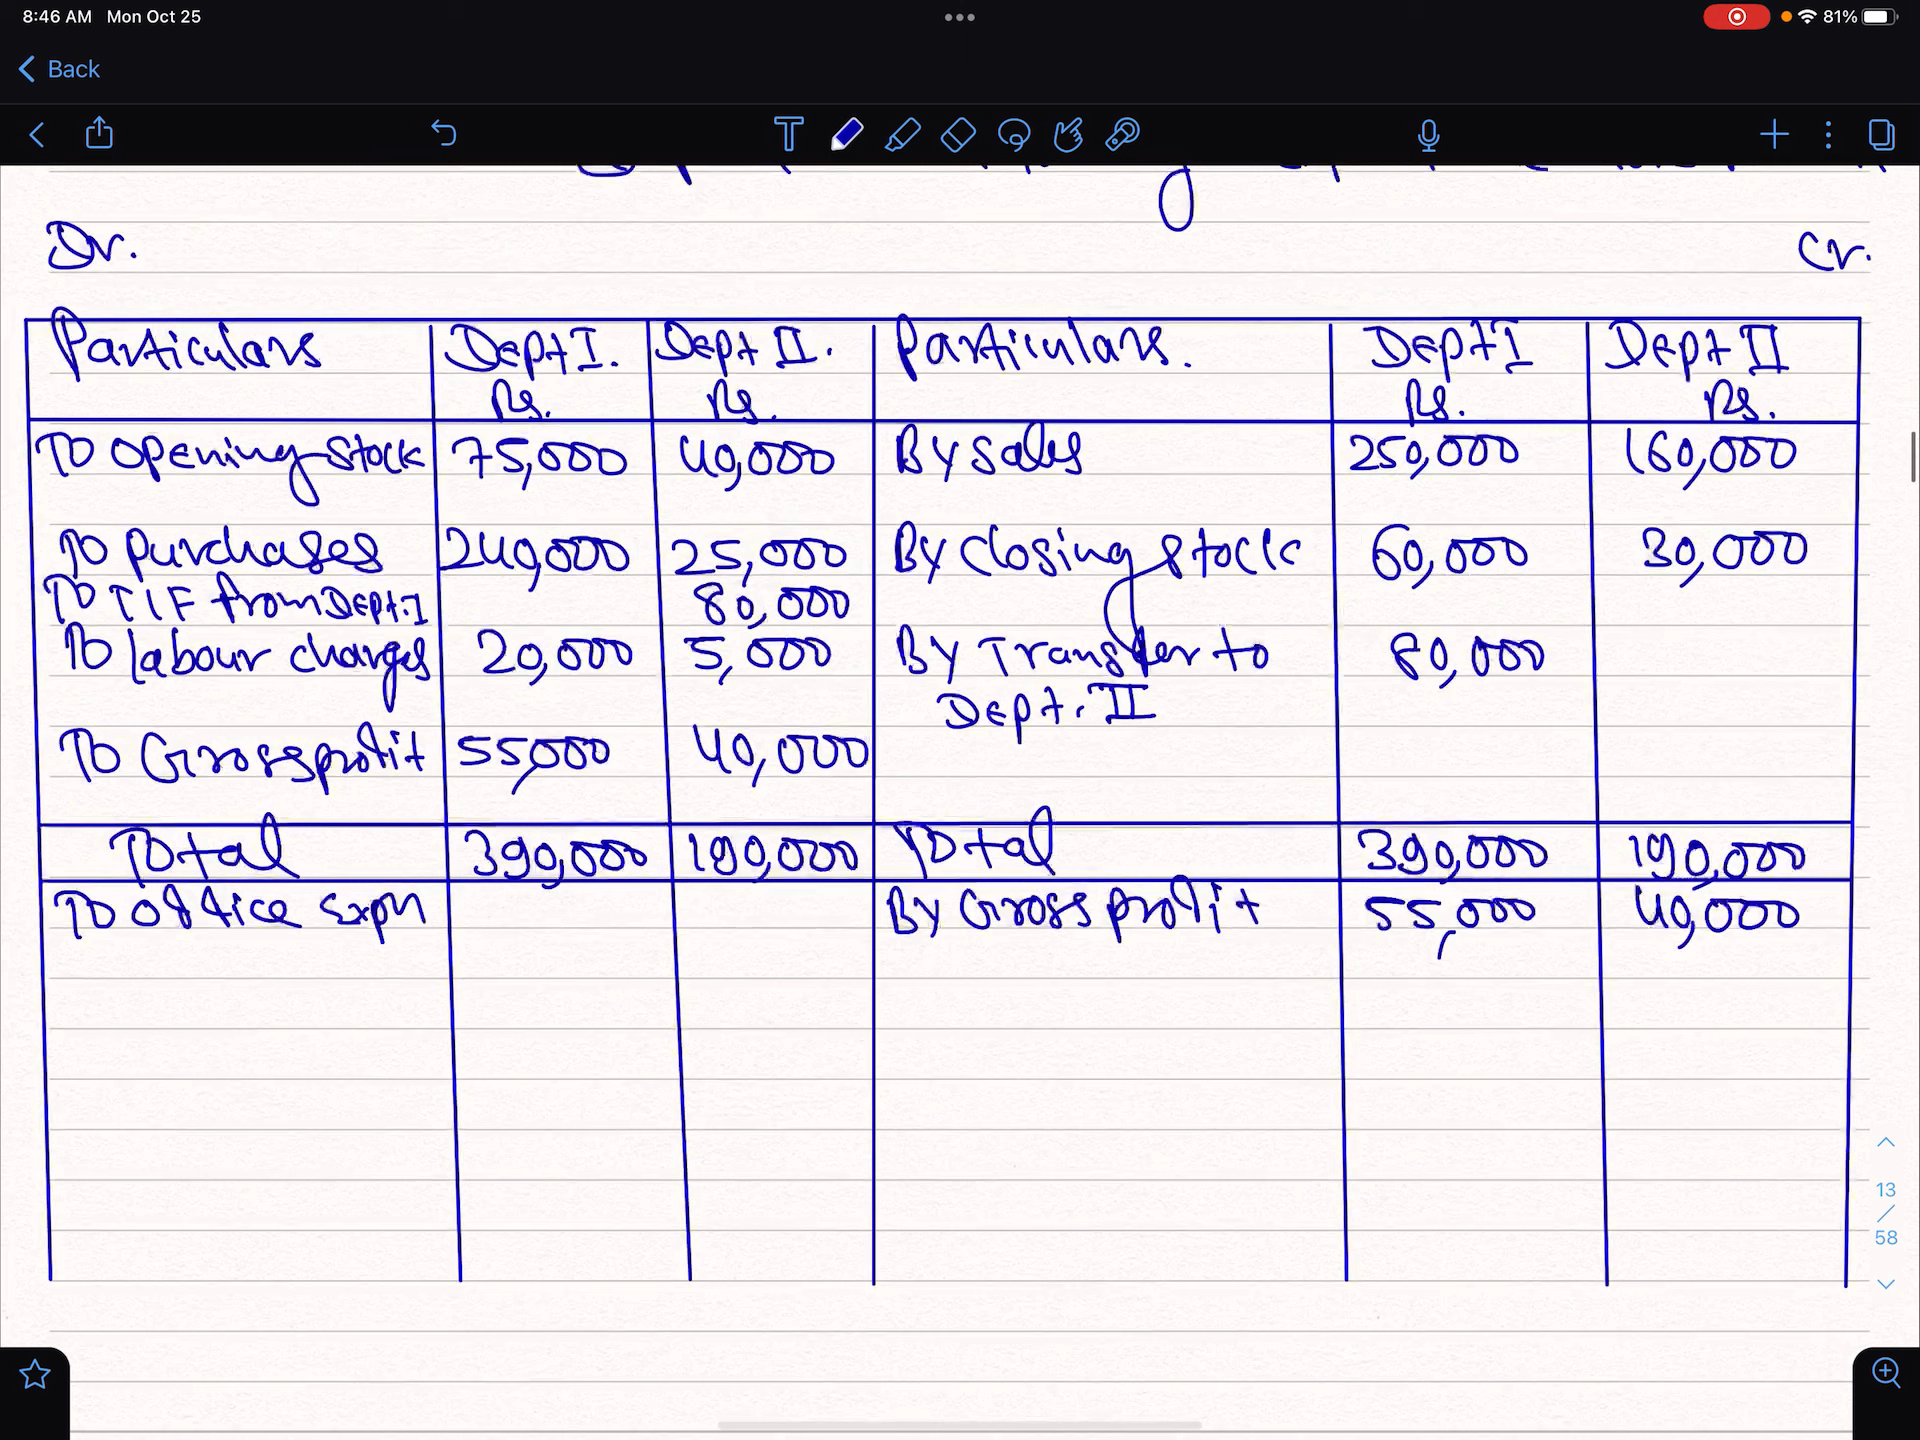 8:46 AM Mon Oct 25
81%
Back
Dr. Cr.
Particulars Dept I. Dept II. Particulars. Dept I Dept II
Rs. Rs. Rs. Rs.
To Opening Stock 75,000 40,000 By Sales 250,000 160,000
To Purchases 240,000 25,000 By Closing Stock 60,000 30,000
To T/F from Dept.I 80,000
To labour charges 20,000 5,000 By Transfer to 80,000
Dept. II
To Gross profit 55,000 40,000
Total 390,000 190,000 Total 390,000 190,000
To Office Expn By Gross profit 55,000 40,000
13
/
58